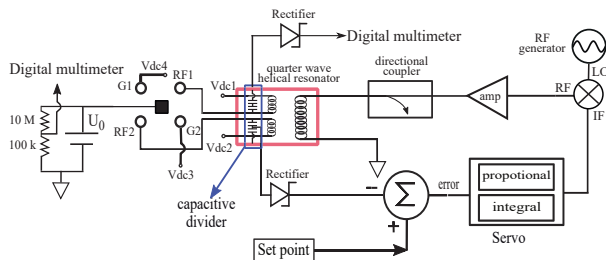 Rectifier
Digital multimeter
RF generator
LO
RF
IF
amp
directional coupler
quarter wave helical resonator
Vdc4
Digital multimeter
G1
RF1
Vdc1
10 M
U0
RF2
G2
100 k
Vdc2
Vdc3
Rectifier
capacitive divider
−
Σ
+
error
propotional
integral
Servo
Set point